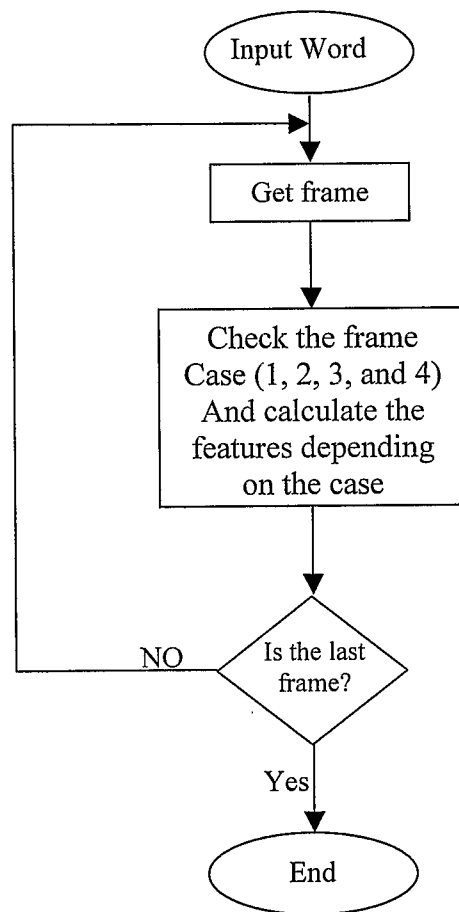 Input Word
Get frame
Check the frame
Case (1, 2, 3, and 4)
And calculate the
features depending
on the case
Is the last
frame?
NO
Yes
End